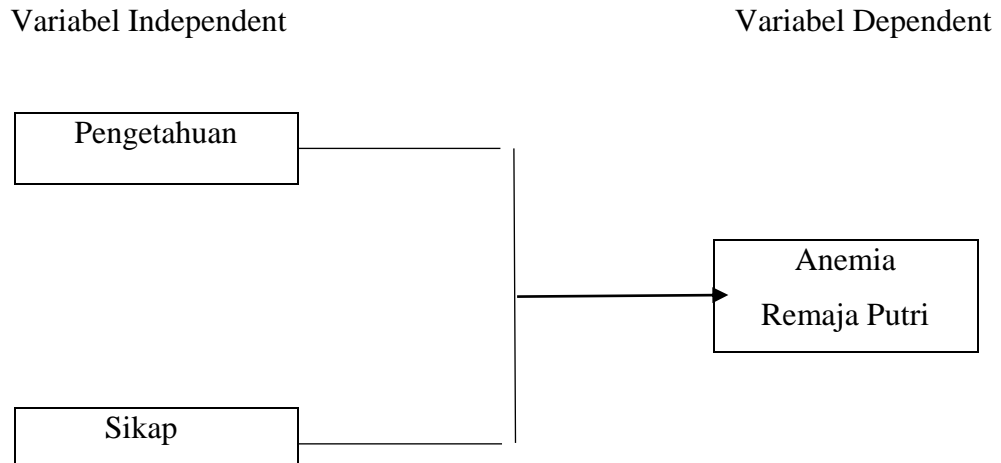 Variabel Independent
Variabel Dependent
Pengetahuan
Anemia
Remaja Putri
Sikap